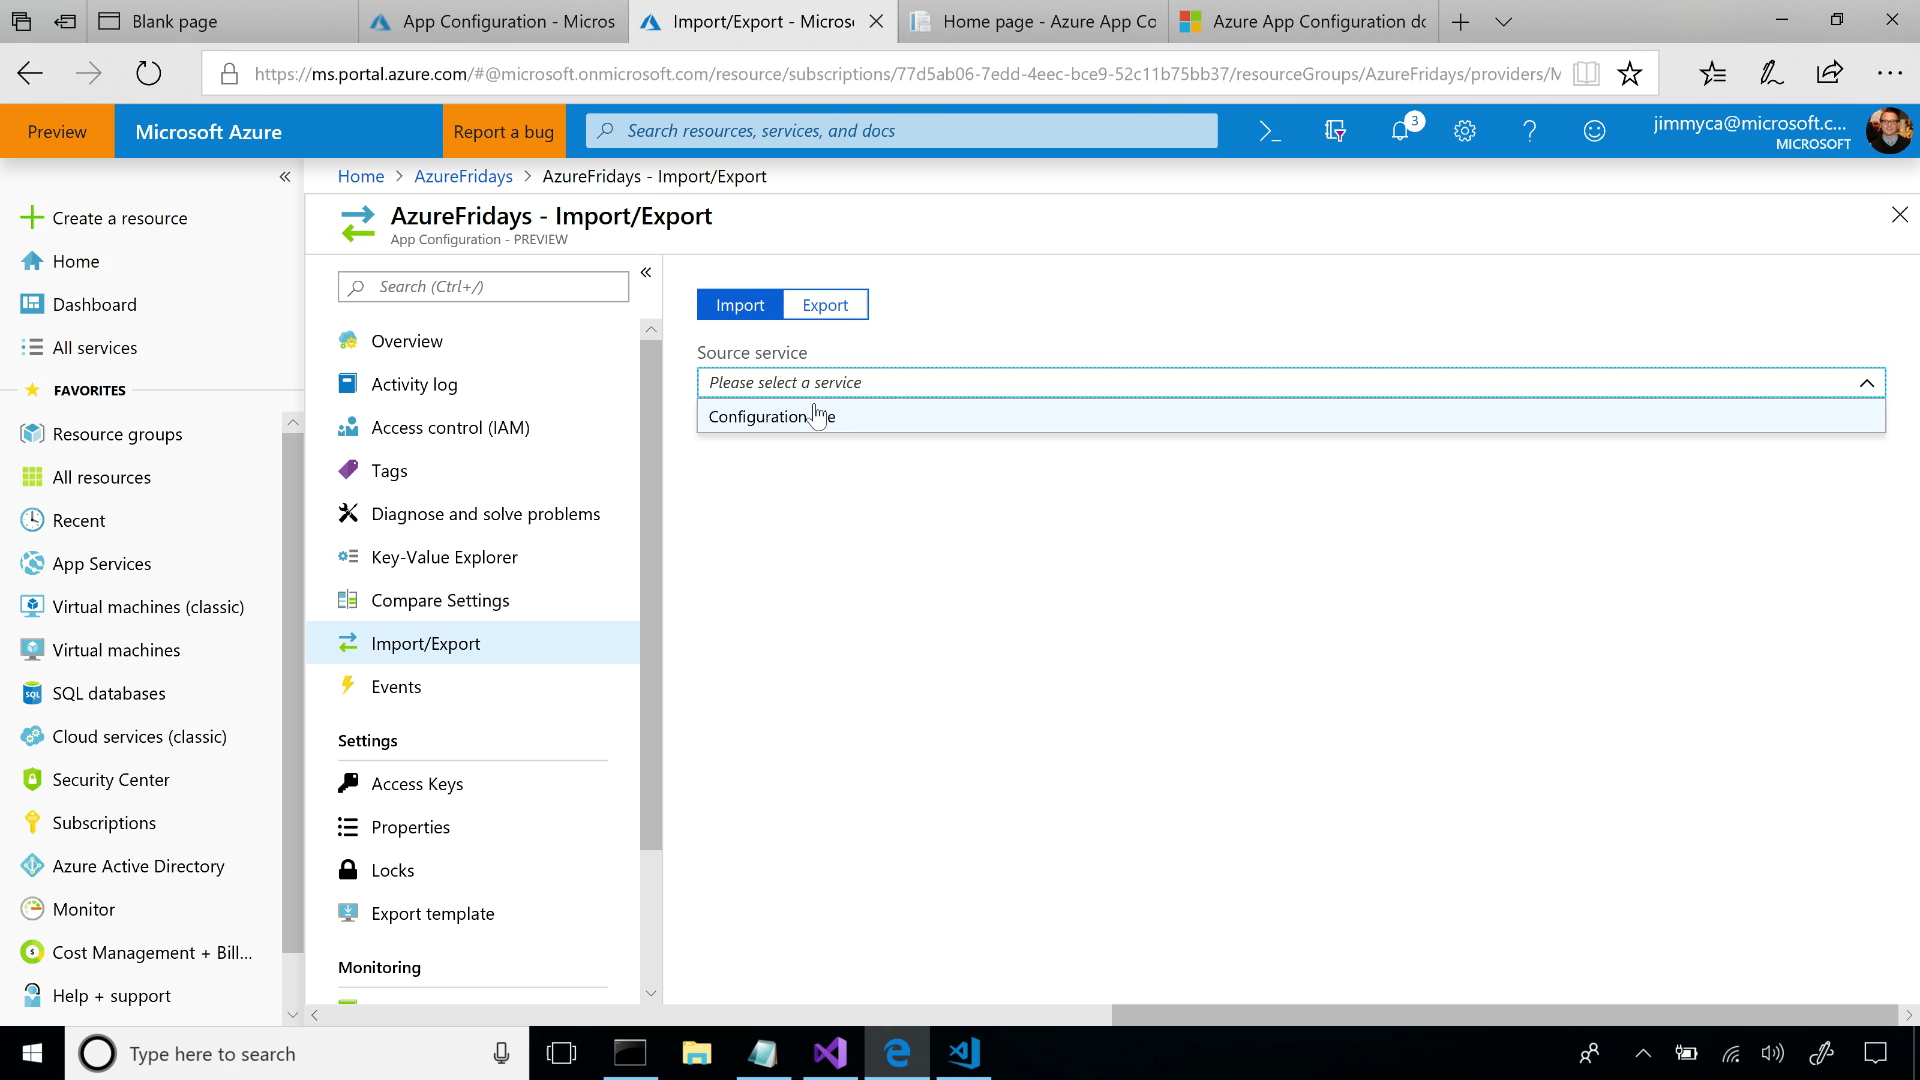 Blank page
App Configuration - Micros
Import/Export - Micros
Home page - Azure App Co
Azure App Configuration do
https://ms.portal.azure.com/#@microsoft.onmicrosoft.com/resource/subscriptions/77d5ab06-7edd-4eec-bce9-52c11b75bb37/resourceGroups/AzureFridays/providers/M
Preview
Microsoft Azure
Report a bug
Search resources, services, and docs
3
jimmyca@microsoft.c...
MICROSOFT
Home > AzureFridays > AzureFridays - Import/Export
AzureFridays - Import/Export
App Configuration - PREVIEW
Create a resource
Home
Dashboard
All services
FAVORITES
Resource groups
All resources
Recent
App Services
Virtual machines (classic)
Virtual machines
SQL databases
Cloud services (classic)
Security Center
Subscriptions
Azure Active Directory
Monitor
Cost Management + Bill...
Help + support
Search (Ctrl+/)
Overview
Activity log
Access control (IAM)
Tags
Diagnose and solve problems
Key-Value Explorer
Compare Settings
Import/Export
Events
Settings
Access Keys
Properties
Locks
Export template
Monitoring
Import
Export
Source service
Please select a service
Configuration
Type here to search